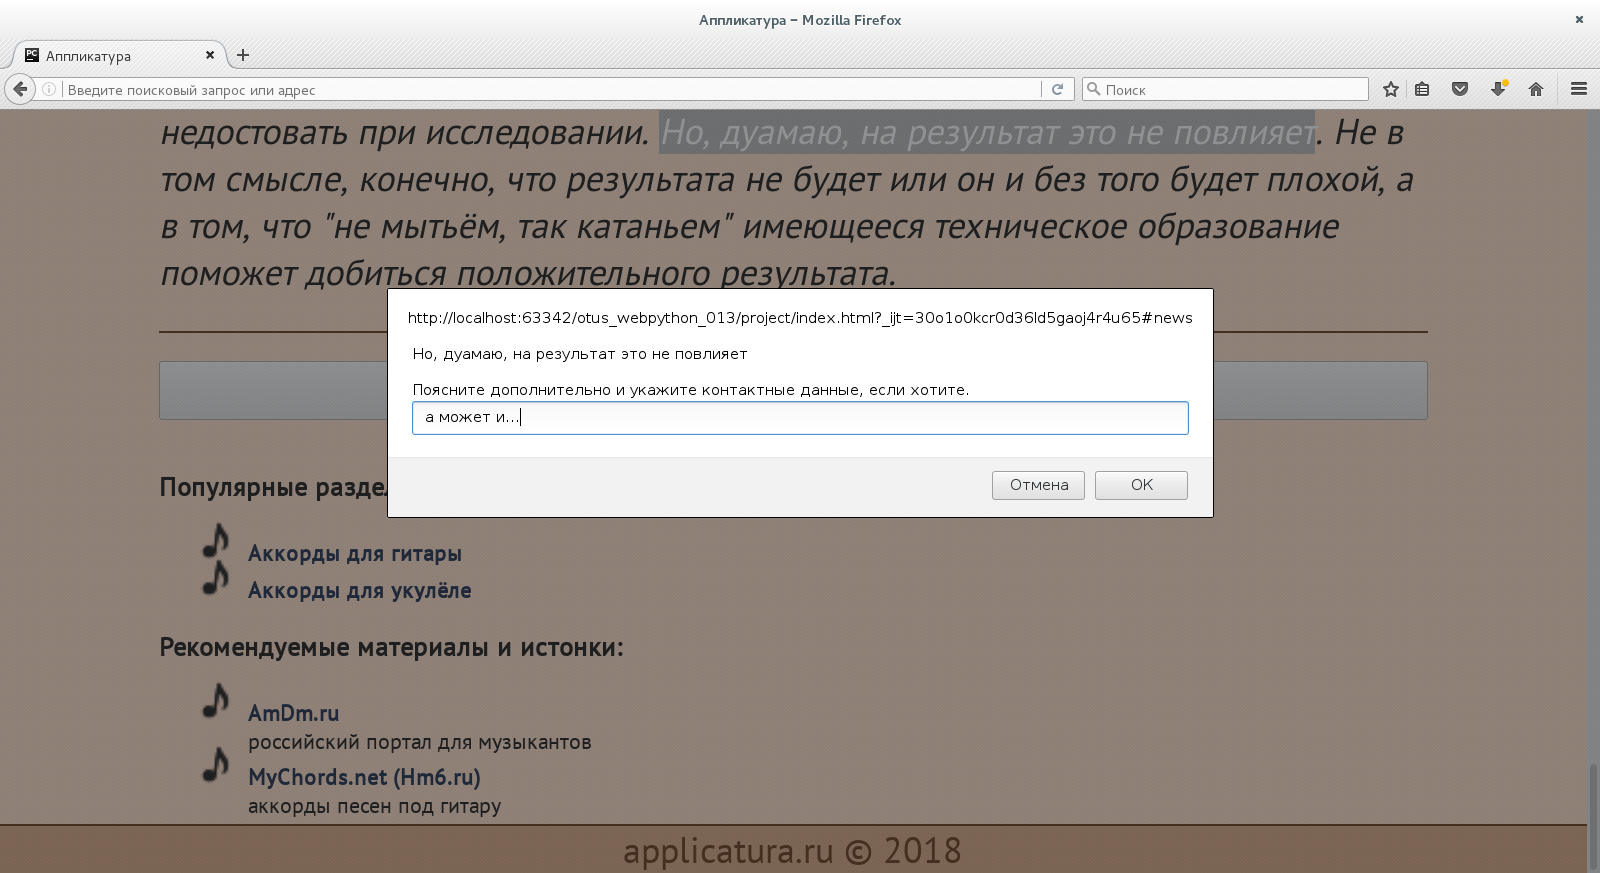 Аппликатура – Mozilla Firefox
Аппликатура
Введите поисковый запрос или адрес
Поиск
недостовать при исследовании. Но, дуамаю, на результат это не повлияет. Не в
том смысле, конечно, что результата не будет или он и без того будет плохой, а
в том, что "не мытьём, так катаньем" имеющееся техническое образование
поможет добиться положительного результата.
http://localhost:63342/otus_webpython_013/project/index.html?_ijt=30o1o0kcr0d36ld5gaoj4r4u65#news
Но, дуамаю, на результат это не повлияет
Поясните дополнительно и укажите контактные данные, если хотите.
а может и...
Отмена
OK
Популярные разде
Аккорды для гитары
Аккорды для укулёле
Рекомендуемые материалы и истонки:
AmDm.ru
российский портал для музыкантов
MyChords.net (Hm6.ru)
аккорды песен под гитару
applicatura.ru © 2018